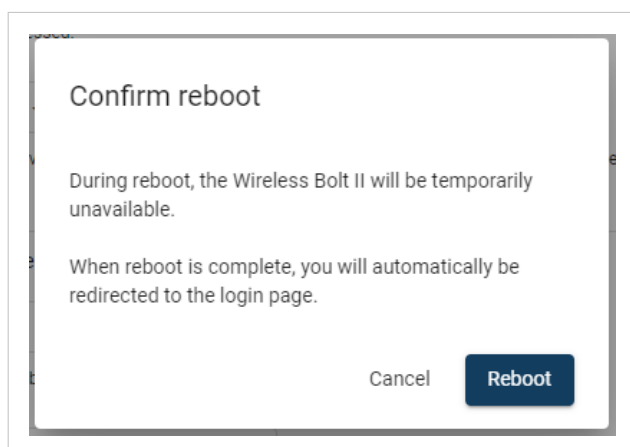 Confirm reboot
During reboot, the Wireless Bolt II will be temporarily
unavailable.
When reboot is complete, you will automatically be
redirected to the login page.
Cancel
Reboot